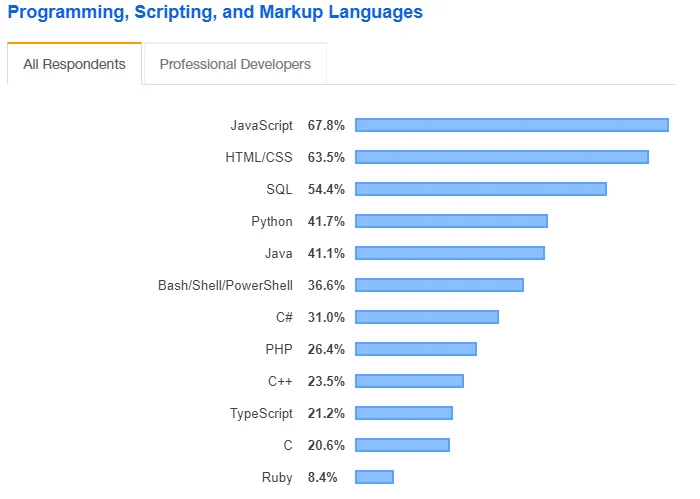 Programming, Scripting, and Markup Languages
All Respondents Professional Developers
JavaScript 67.8%
HTML/CSS 63.5%
SQL 54.4%
Python 41.7%
Java 41.1%
Bash/Shell/PowerShell 36.6%
C# 31.0%
PHP 26.4%
C++ 23.5%
TypeScript 21.2%
C 20.6%
Ruby 8.4%